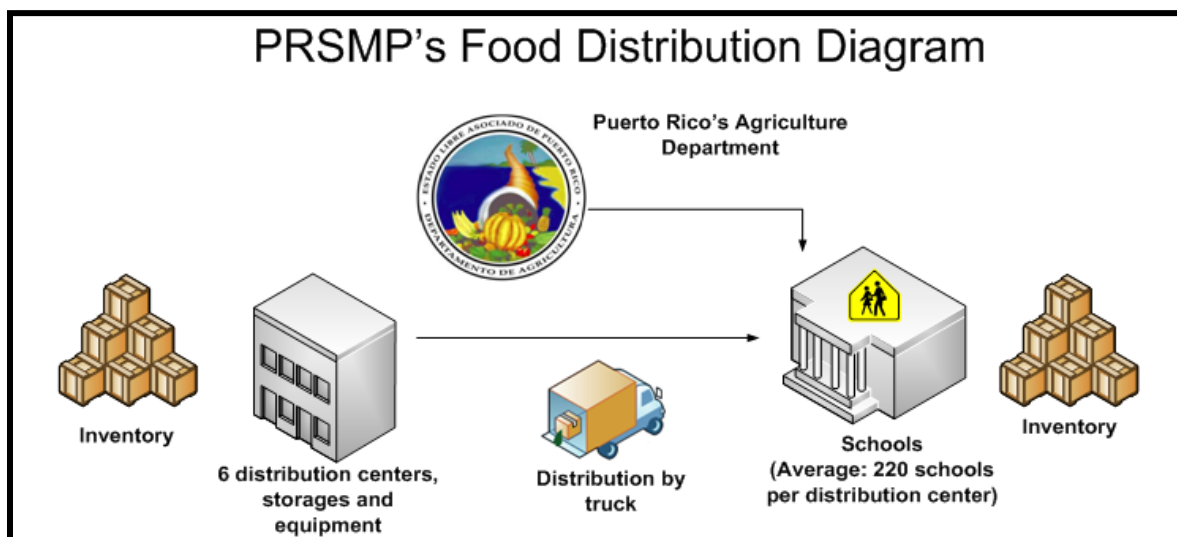 PRSMP's Food Distribution Diagram
ESTADO LIBRE ASOCIADO DE PUERTO RICO
DEPARTAMENTO DE AGRICULTURA
Puerto Rico's Agriculture
Department
Inventory
6 distribution centers,
storages and
equipment
Distribution by
truck
Schools
(Average: 220 schools
per distribution center)
Inventory